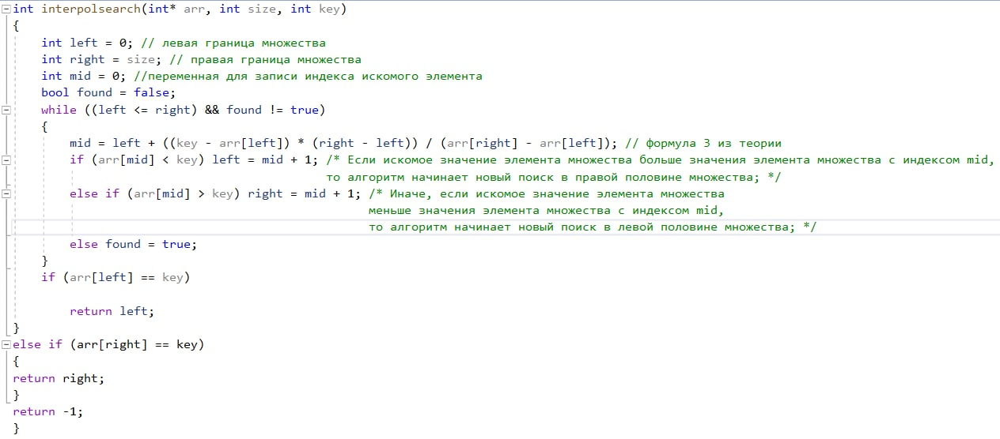 int interpolsearch(int* arr, int size, int key)
{
int left = 0; // левая граница множества
int right = size; // правая граница множества
int mid = 0; //переменная для записи индекса искомого элемента
bool found = false;
while ((left <= right) && found != true)
{
mid = left + ((key - arr[left]) * (right - left)) / (arr[right] - arr[left]); // формула 3 из теории
if (arr[mid] < key) left = mid + 1; /* Если искомое значение элемента множества больше значения элемента множества с индексом mid,
то алгоритм начинает новый поиск в правой половине множества; */
else if (arr[mid] > key) right = mid + 1; /* Иначе, если искомое значение элемента множества
меньше значения элемента множества с индексом mid,
то алгоритм начинает новый поиск в левой половине множества; */
else found = true;
}
if (arr[left] == key)
return left;
}
else if (arr[right] == key)
{
return right;
}
return -1;
}